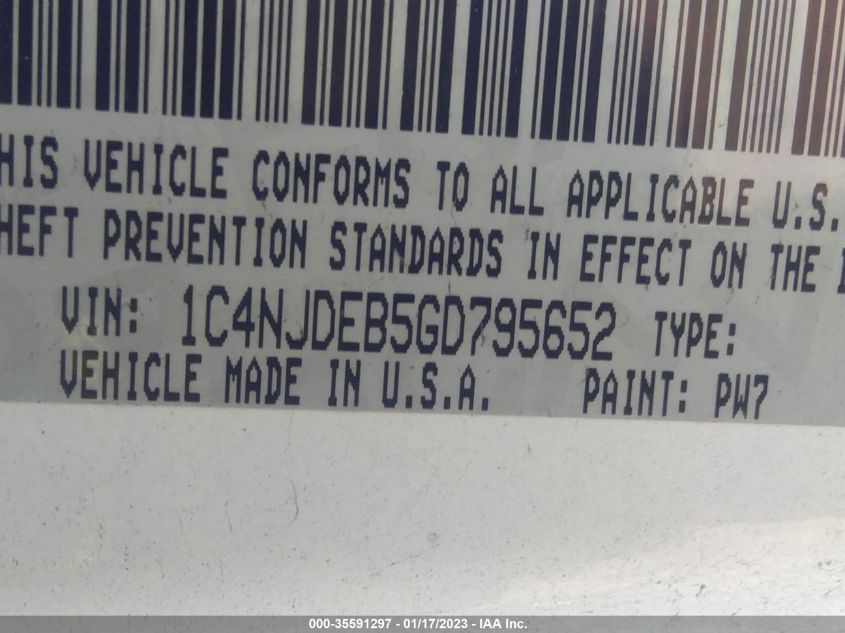 HIS VEHICLE CONFORMS TO ALL APPLICABLE U.S.
HEFT PREVENTION STANDARDS IN EFFECT ON THE
VIN: 1C4NJDEB5GD795652 TYPE:
VEHICLE MADE IN U.S.A. PAINT: PW7
000-35591297 - 01/17/2023 - IAA Inc.